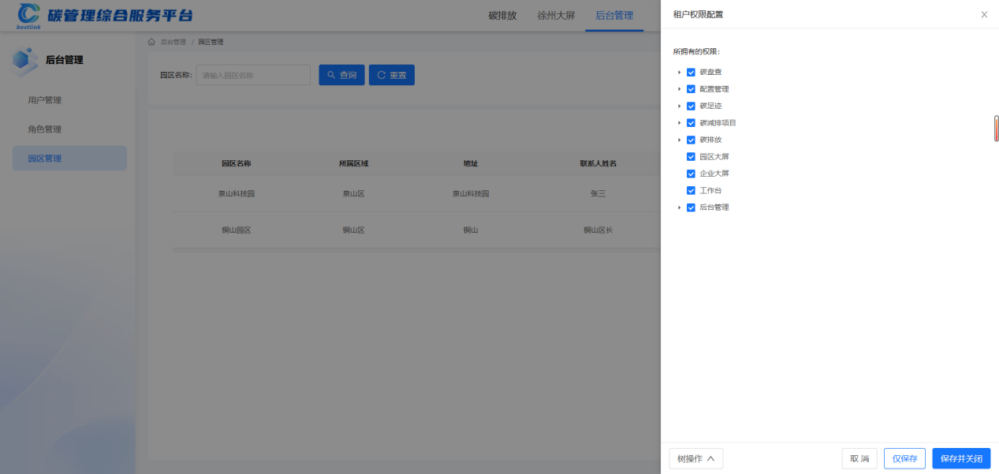 碳管理综合服务平台
bestlink
碳排放 徐州大屏 后台管理
后台管理
用户管理
角色管理
园区管理
后台管理 / 园区管理
园区名称: 请输入园区名称 查询 重置
园区名称 所属区域 地址 联系人姓名
泉山科技园 泉山区 泉山科技园 张三
铜山园区 铜山区 铜山 铜山区长
租户权限配置
所拥有的权限:
碳盘查
配置管理
碳足迹
碳减排项目
碳排放
园区大屏
企业大屏
工作台
后台管理
树操作 取消 仅保存 保存并关闭